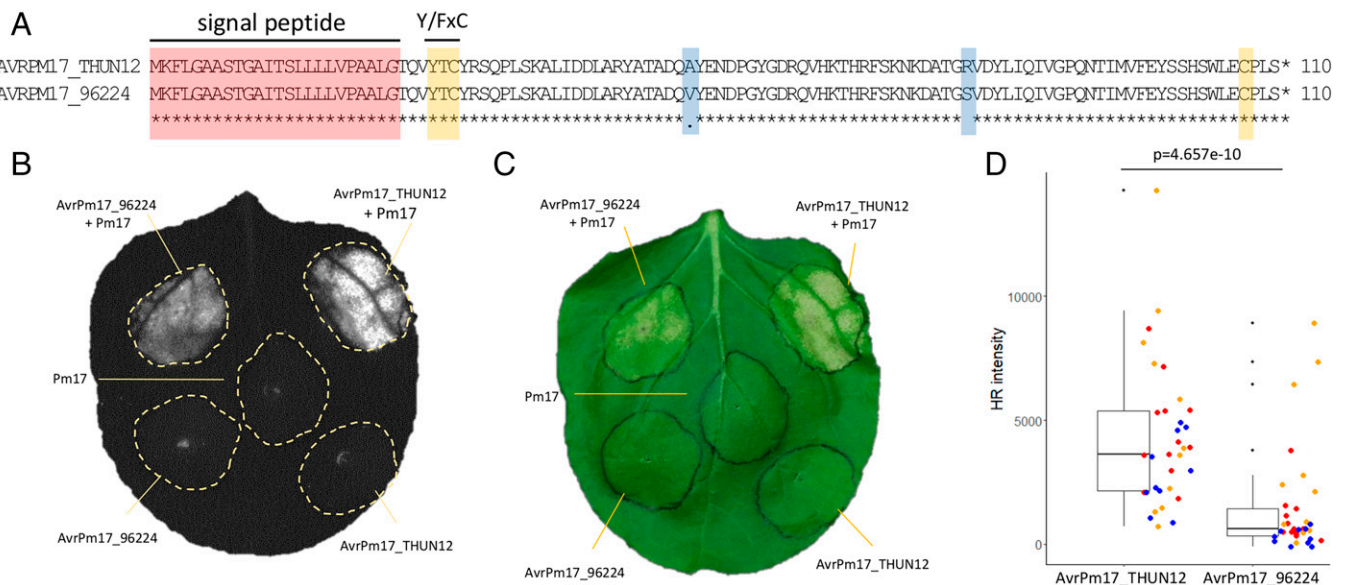 A
signal peptide
Y/FxC
AVRPM17_THUN12 MKFLGAASTGAITSLLLLVPAALGTQVYTCYRSQPLSKALIDDLARYATADQAYENDPGYGDRQVHKTHRFSKNKDATGRVDYLIQIVGPQNTIMVFEYSSHSWLECPLS* 110
AVRPM17_96224 MKFLGAASTGAITSLLLLVPAALGTQVYTCYRSQPLSKALIDDLARYATADQVYENDPGYGDRQVHKTHRFSKNKDATGSVDYLIQIVGPQNTIMVFEYSSHSWLECPLS* 110
B
AvrPm17_96224
+ Pm17
AvrPm17_THUN12
+ Pm17
Pm17
AvrPm17_96224
AvrPm17_THUN12
C
AvrPm17_96224
+ Pm17
AvrPm17_THUN12
+ Pm17
Pm17
AvrPm17_96224
AvrPm17_THUN12
D
p=4.657e-10
HR intensity
10000
5000
0
AvrPm17_THUN12 AvrPm17_96224